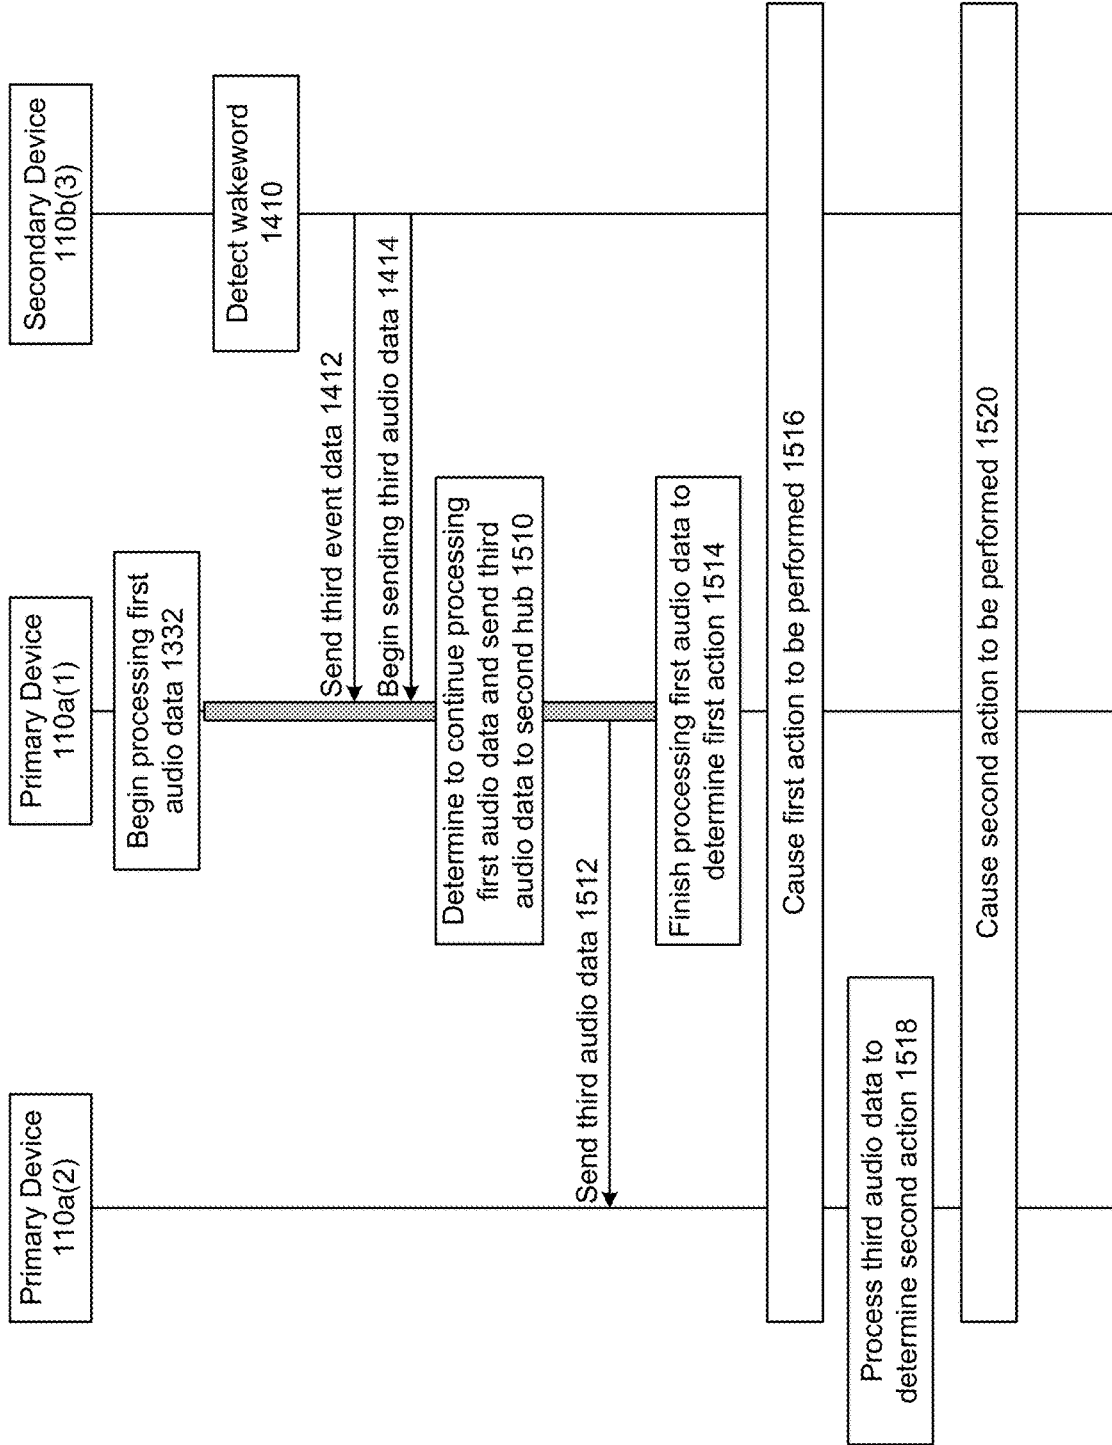 Primary Device
110a(2)
Primary Device
110a(1)
Secondary Device
110b(3)
Begin processing first
audio data 1332
Detect wakeword
1410
Send third event data 1412
Begin sending third audio data 1414
Determine to continue processing
first audio data and send third
audio data to second hub 1510
Send third audio data 1512
Finish processing first audio data to
determine first action 1514
Cause first action to be performed 1516
Process third audio data to
determine second action 1518
Cause second action to be performed 1520